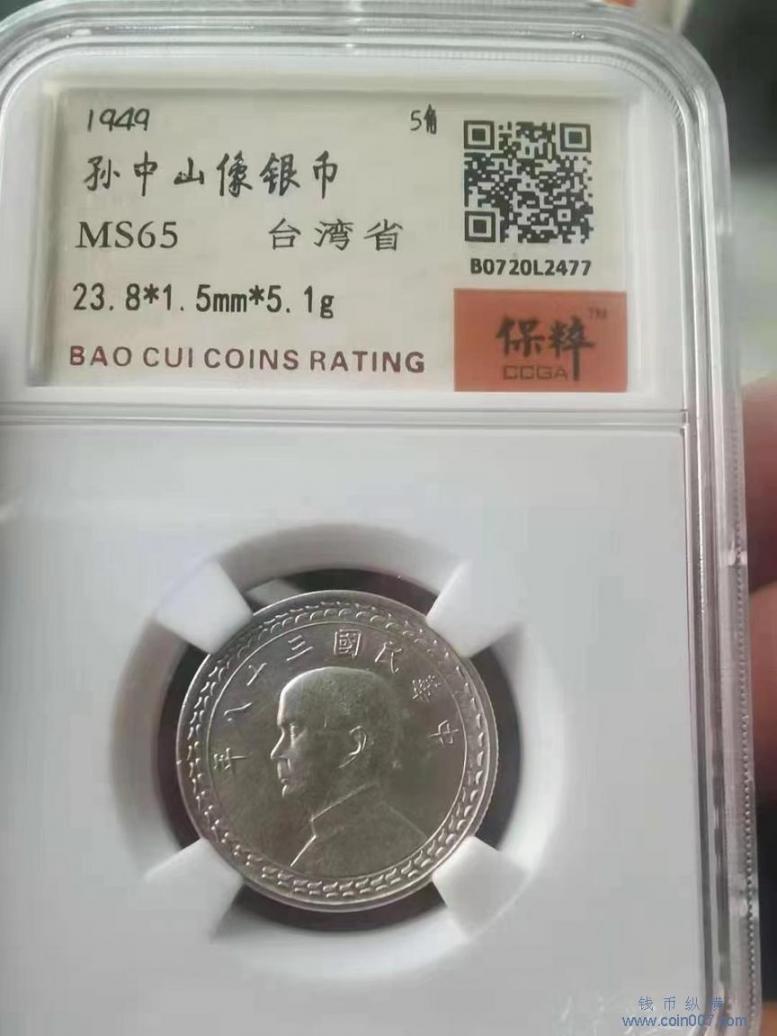 1949 5角
孙中山像银币
MS65 台湾省
23.8*1.5mm*5.1g
BAO CUI COINS RATING
B0720L2477
保粹™
CCGA
中華民國三十八年
钱币纵横
www.coin007.com